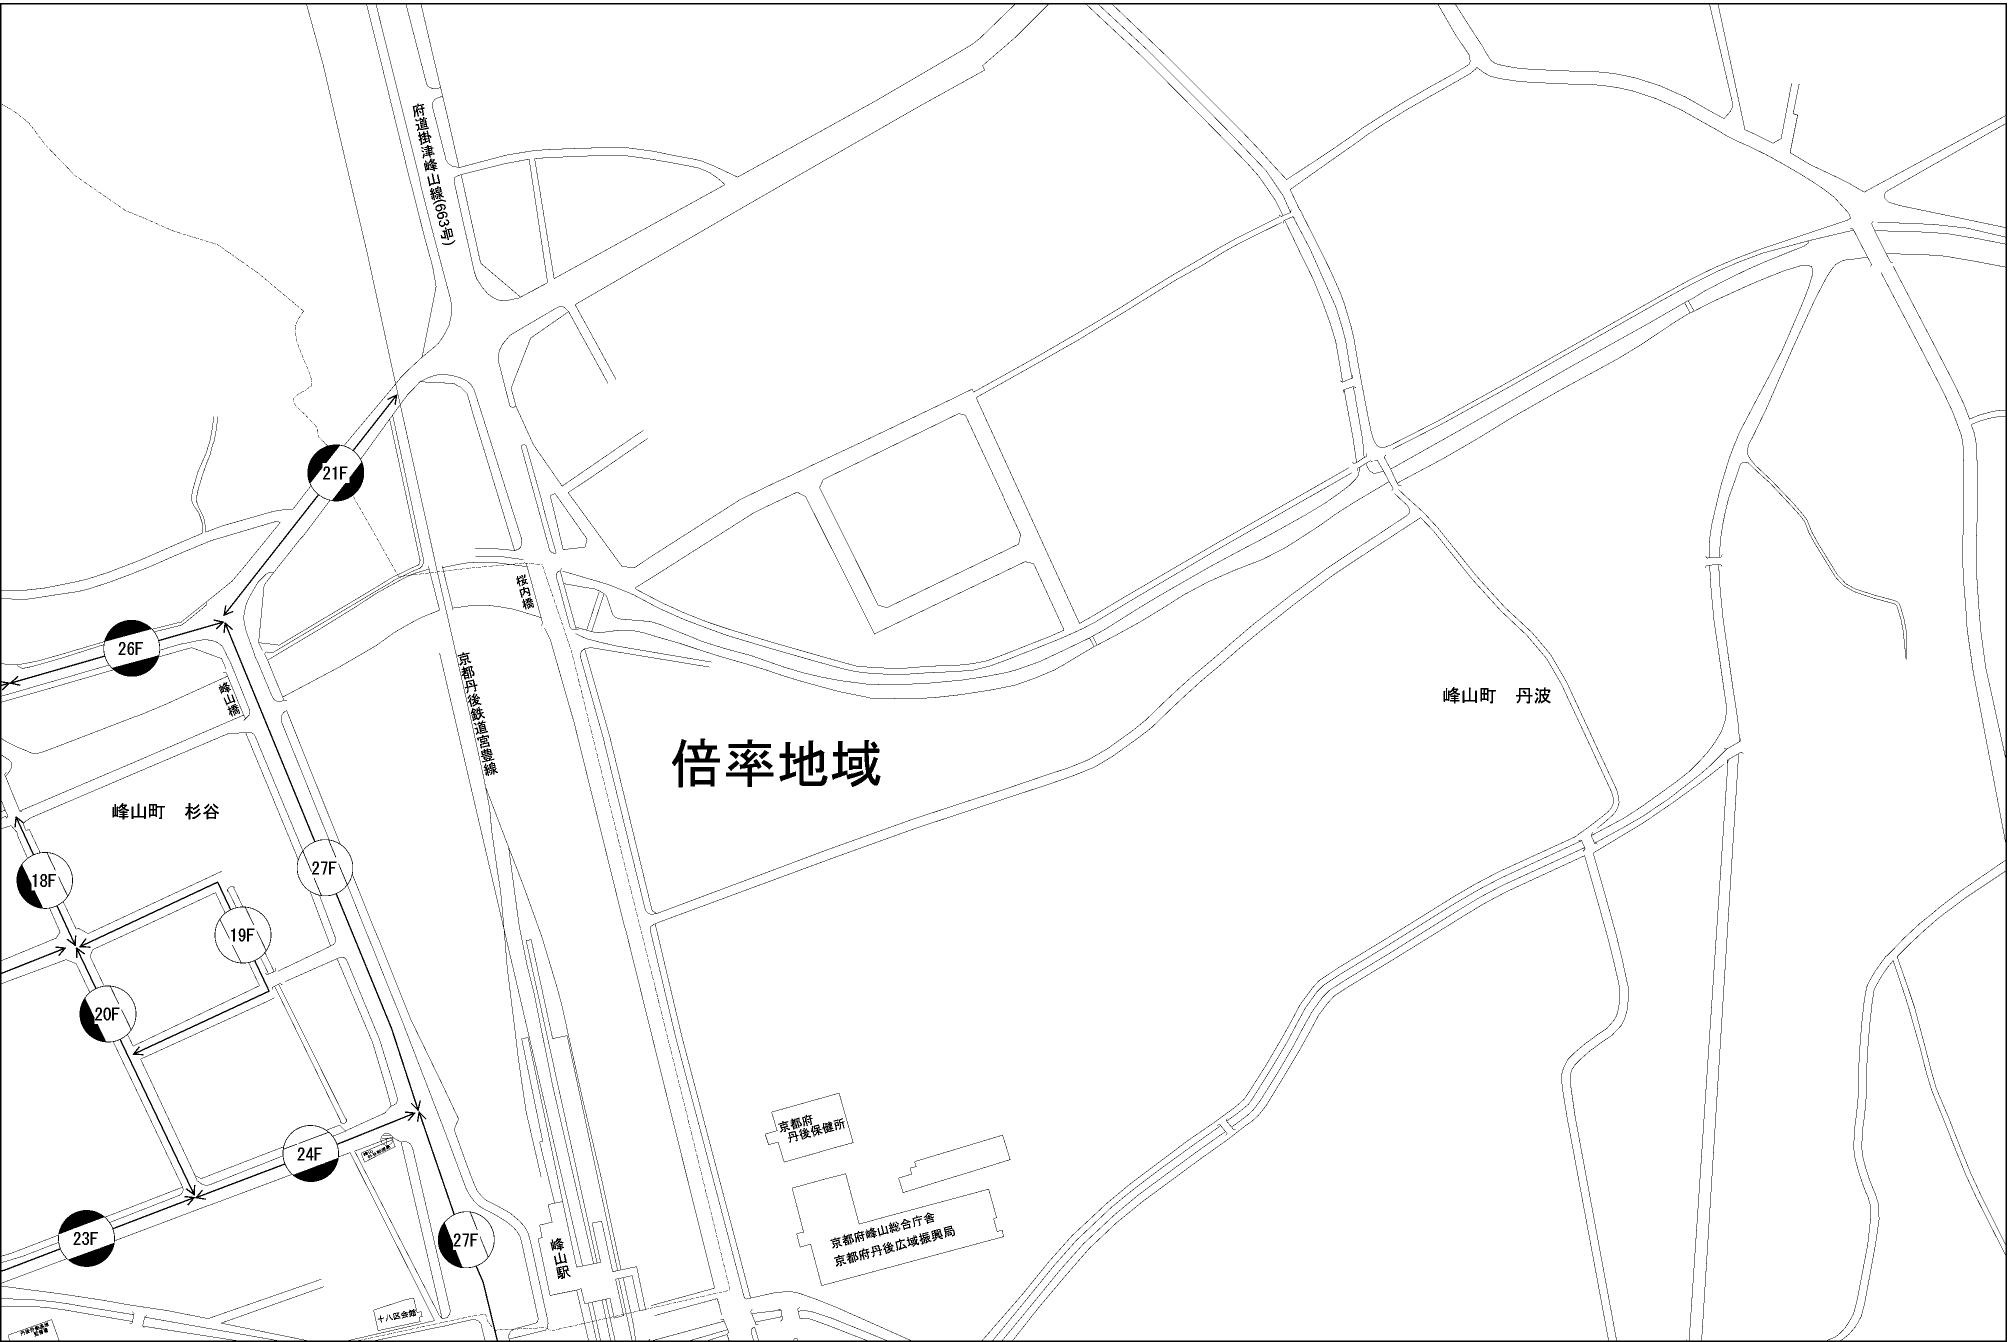 府道掛津峰山線(663号)
21F
桜内橋
26F
峰山橋
京都丹後鉄道宮豊線
峰山町 丹波
倍率地域
峰山町 杉谷
27F
18F
19F
20F
京都府
丹後保健所
24F
23F
27F
峰山駅
京都府峰山総合庁舎
京都府丹後広域振興局
十八区会館